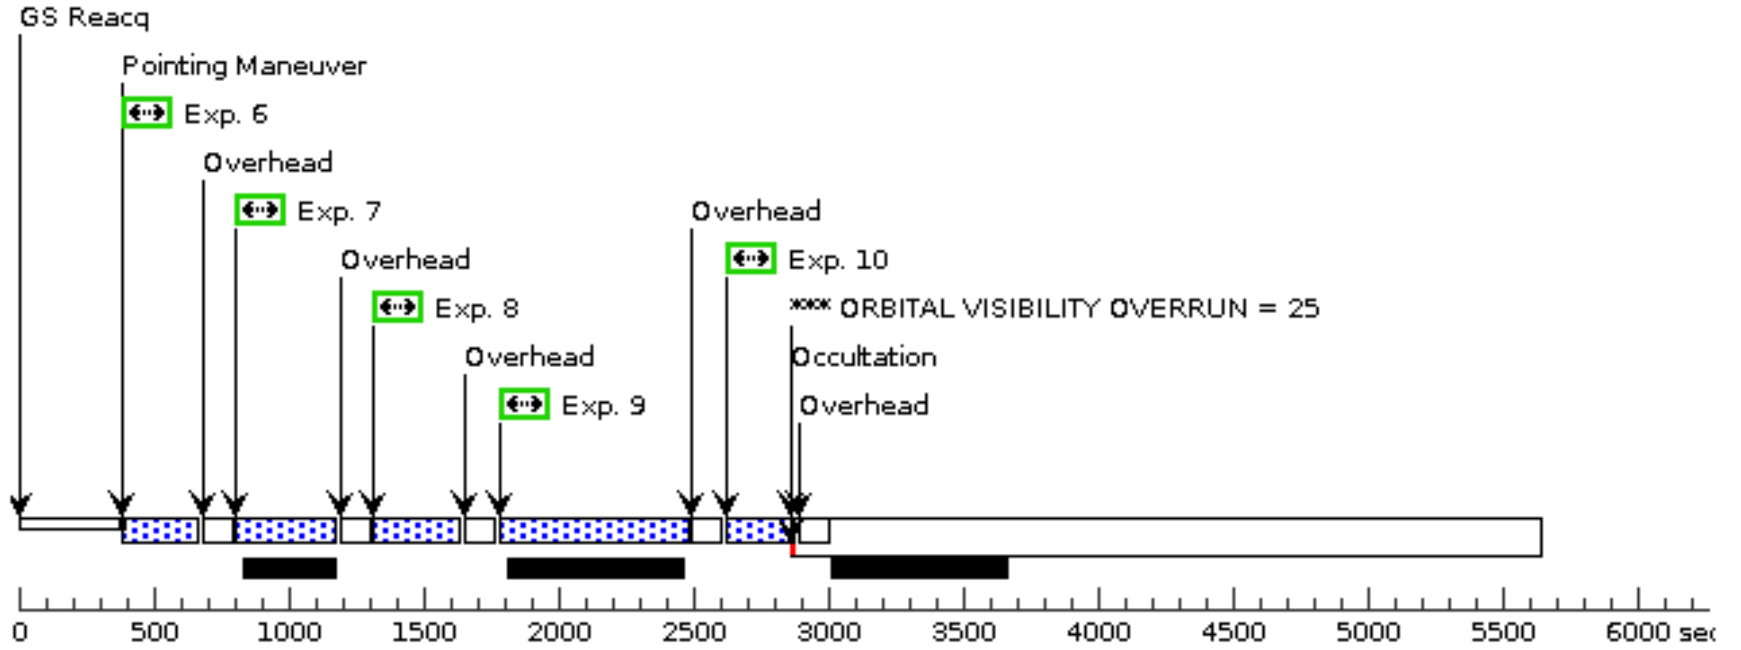 GS Reacq
Pointing Maneuver
Exp. 6
Overhead
Exp. 7
Overhead
Overhead
Exp. 10
Exp. 8
*** ORBITAL VISIBILITY OVERRUN = 25
Overhead
Occultation
Exp. 9
Overhead
0 500 1000 1500 2000 2500 3000 3500 4000 4500 5000 5500 6000 sec